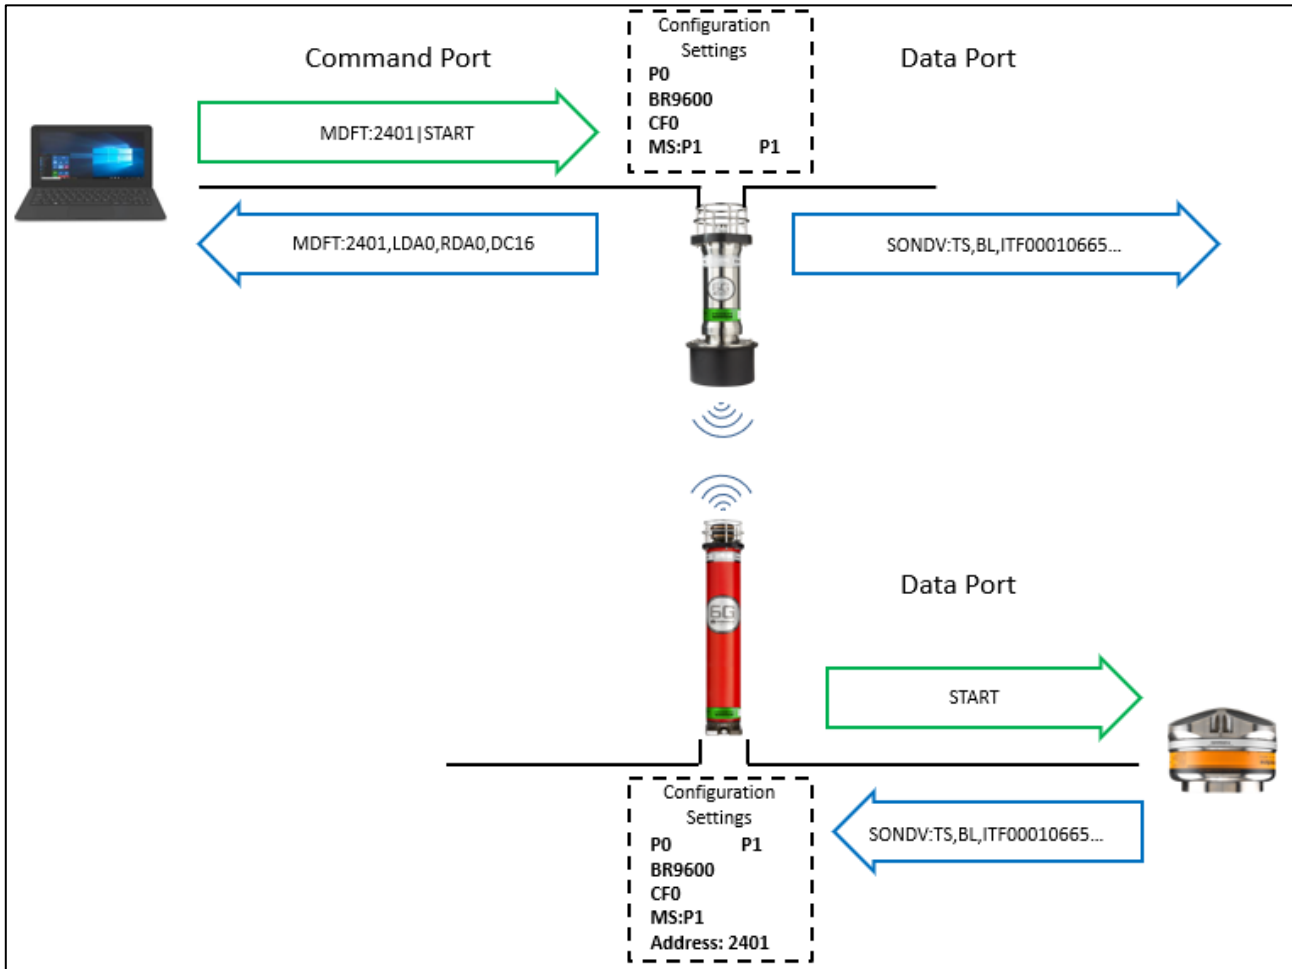 Configuration
Settings
Command Port
Data Port
P0
BR9600
CF0
MS:P1 P1
MDFT:2401|START
MDFT:2401,LDA0,RDA0,DC16
SONDV:TS,BL,ITF00010665...
6G
6G
Data Port
START
Configuration
Settings
P0 P1
BR9600
CF0
MS:P1
Address: 2401
SONDV:TS,BL,ITF00010665...